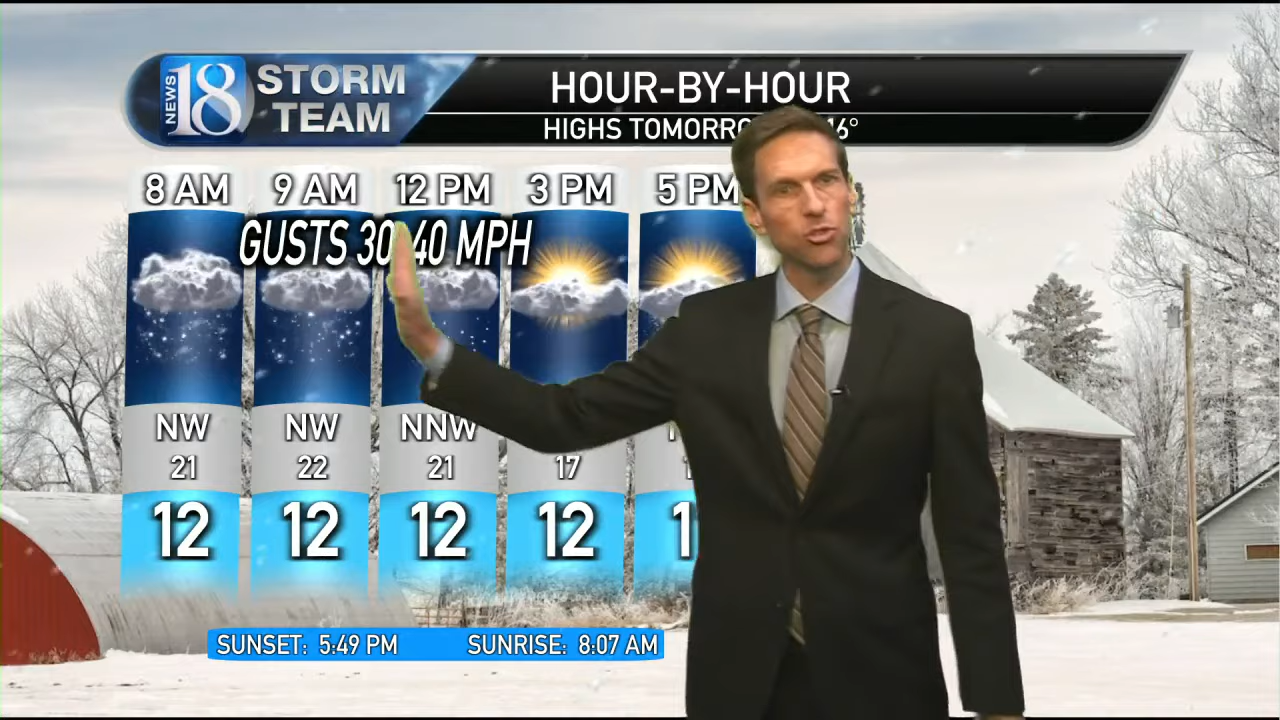 NEWS 18 STORM TEAM
HOUR-BY-HOUR
HIGHS TOMORRO 16°
8 AM 9 AM 12 PM 3 PM 5 PM
GUSTS 30-40 MPH
NW NW NNW
21 22 21 17
12 12 12 12
SUNSET: 5:49 PM SUNRISE: 8:07 AM